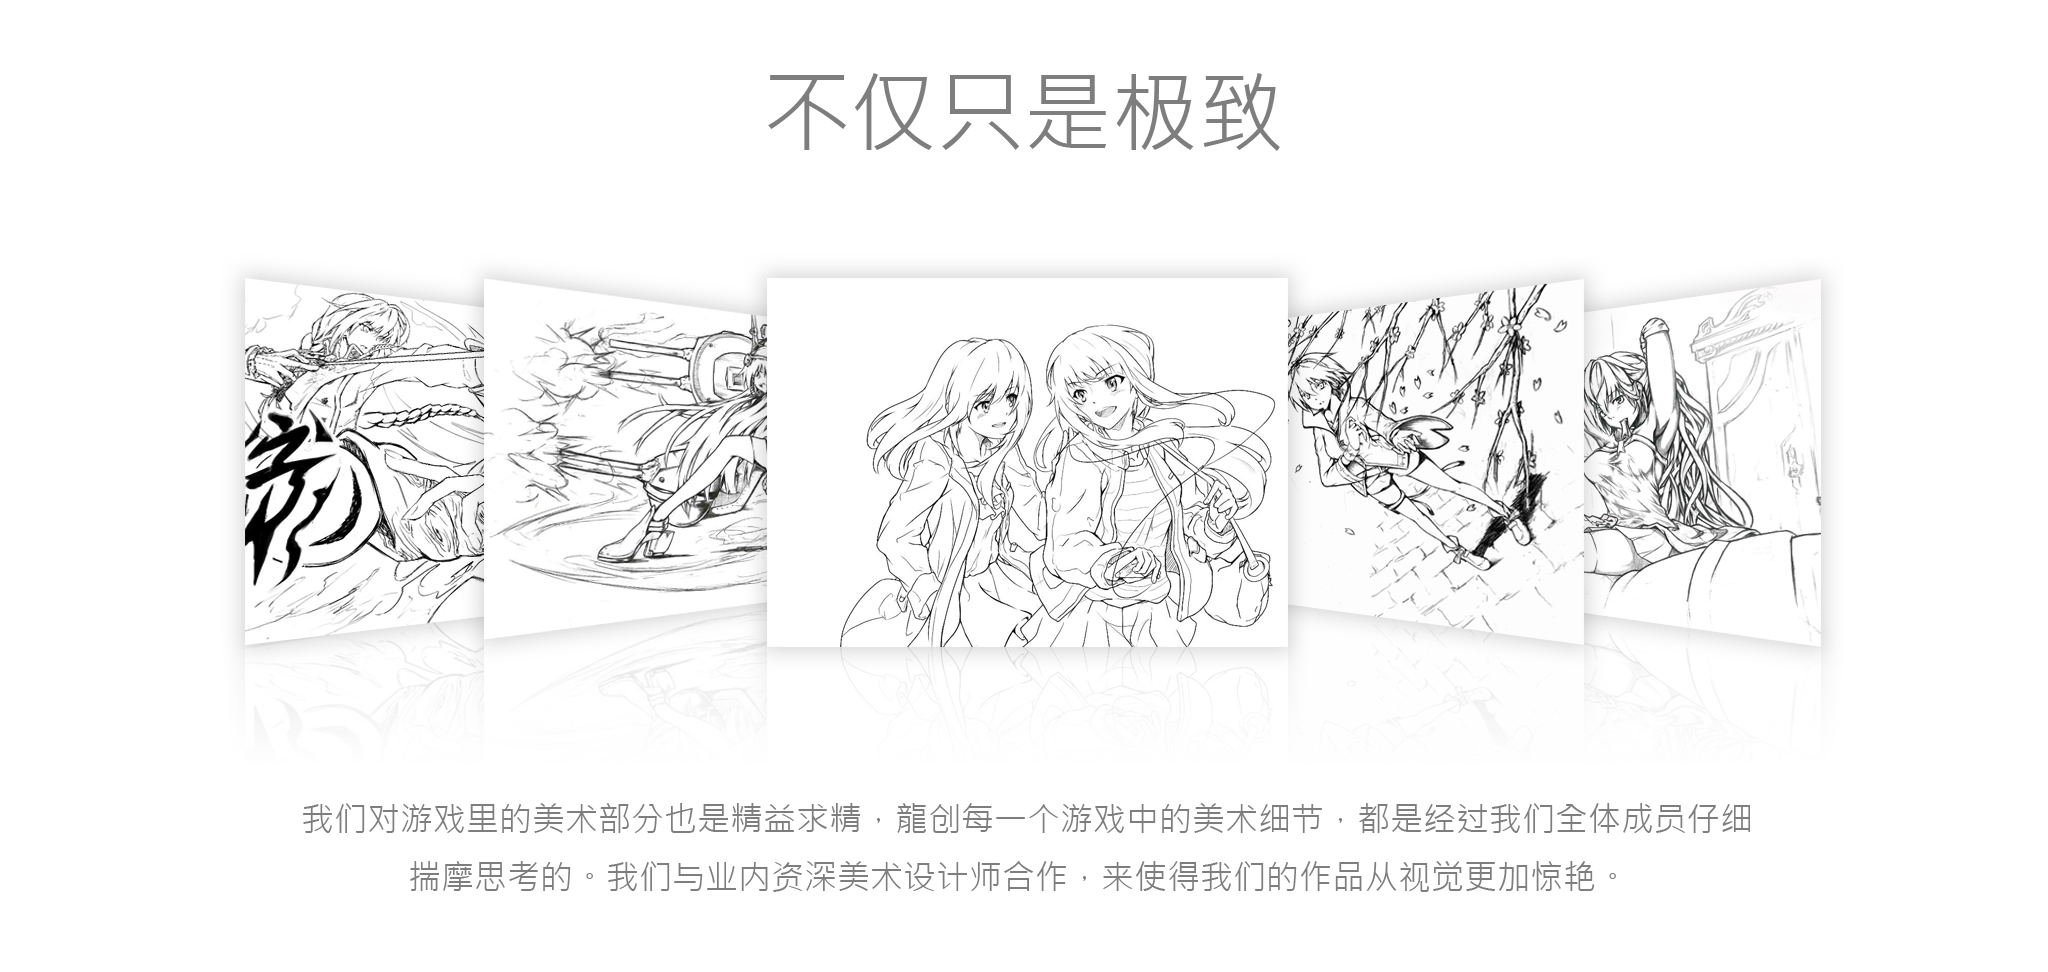 不仅只是极致
我们对游戏里的美术部分也是精益求精，龍创每一个游戏中的美术细节，都是经过我们全体成员仔细
揣摩思考的。我们与业内资深美术设计师合作，来使得我们的作品从视觉更加惊艳。